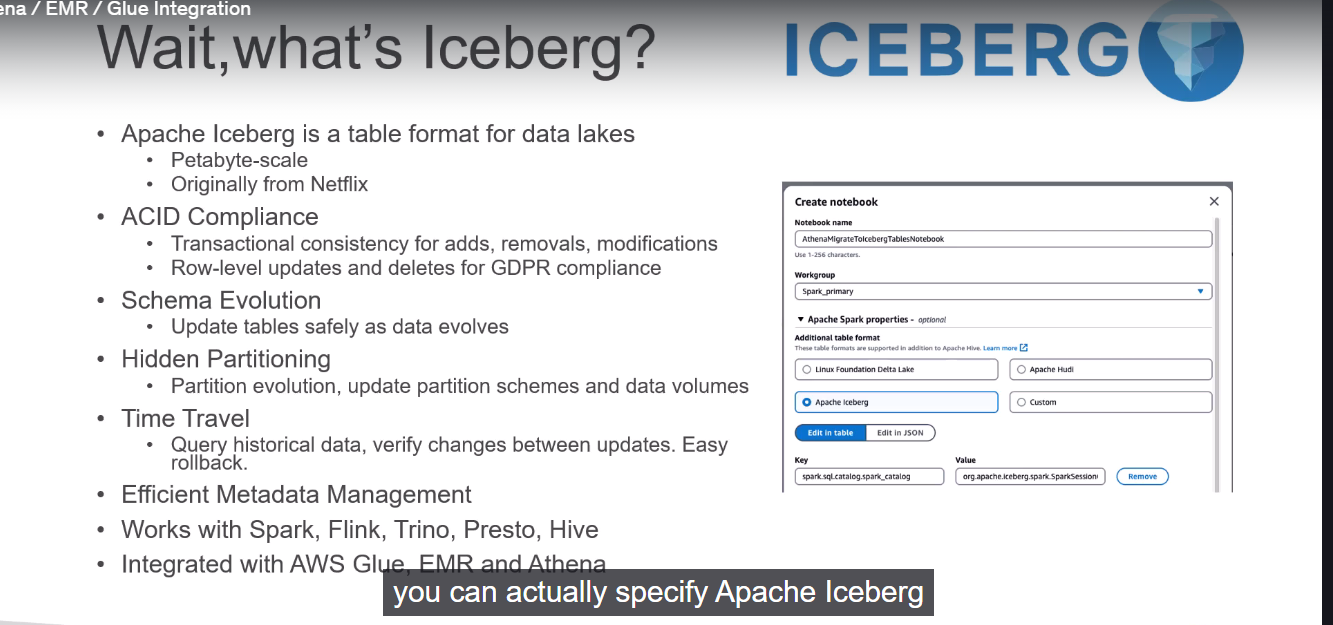 ena / EMR / Glue Integration
Wait,what's Iceberg?
ICEBERG
• Apache Iceberg is a table format for data lakes
• Petabyte-scale
• Originally from Netflix
• ACID Compliance
• Transactional consistency for adds, removals, modifications
• Row-level updates and deletes for GDPR compliance
• Schema Evolution
• Update tables safely as data evolves
• Hidden Partitioning
• Partition evolution, update partition schemes and data volumes
• Time Travel
• Query historical data, verify changes between updates. Easy
rollback.
• Efficient Metadata Management
• Works with Spark, Flink, Trino, Presto, Hive
• Integrated with AWS Glue, EMR and Athena
Create notebook
Notebook name
AthenaMigrateToIcebergTablesNotebook
Use 1-256 characters.
Workgroup
Spark_primary
Apache Spark properties - optional
Additional table format
These table formats are supported in addition to Apache Hive. Learn more
Linux Foundation Delta Lake
Apache Hudi
Apache Iceberg
Custom
Edit in table
Edit in JSON
Key
Value
spark.sql.catalog.spark_catalog
org.apache.iceberg.spark.SparkSession
Remove
you can actually specify Apache Iceberg